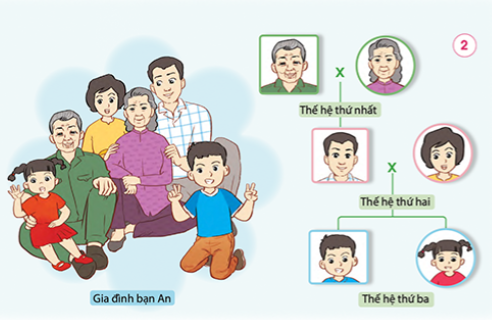 2
Thế hệ thứ nhất
Thế hệ thứ hai
Gia đình bạn An
Thế hệ thứ ba